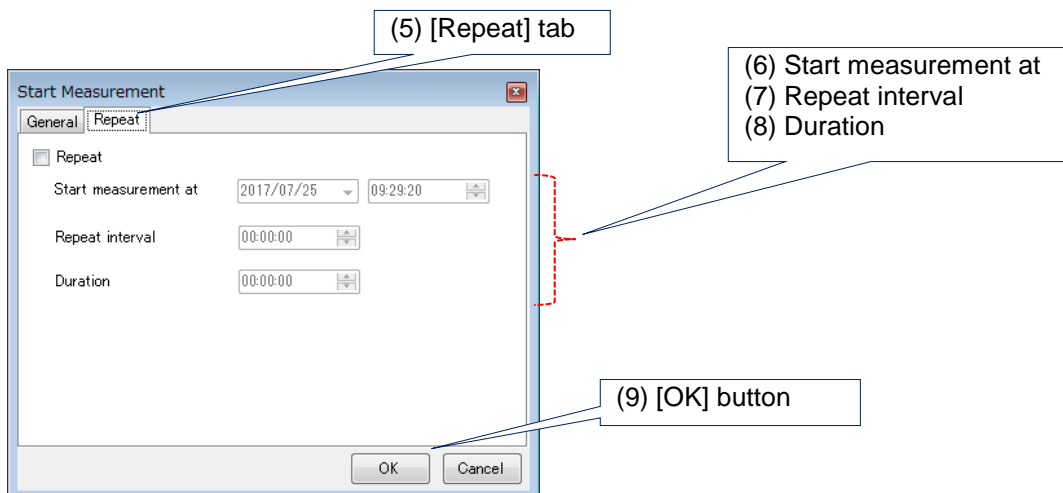 (5) [Repeat] tab
(6) Start measurement at
(7) Repeat interval
(8) Duration
Start Measurement
General Repeat
Repeat
Start measurement at 2017/07/25 09:29:20
Repeat interval 00:00:00
Duration 00:00:00
(9) [OK] button
OK Cancel